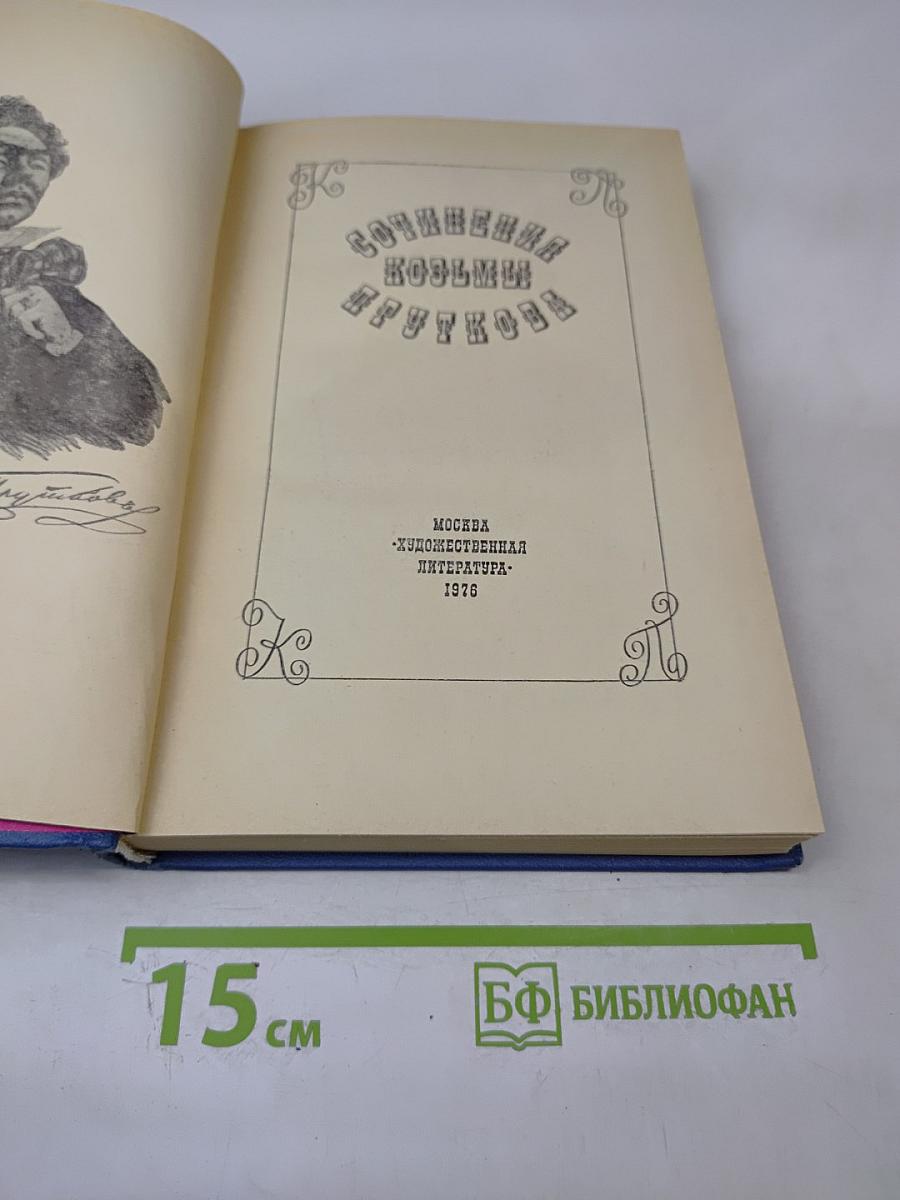 К П
СОЧИНЕНИЯ
КОЗЬМЫ
ПРУТКОВА
МОСКВА
«ХУДОЖЕСТВЕННАЯ
ЛИТЕРАТУРА»
1976
К П
15 см
БФ БИБЛИОФАН